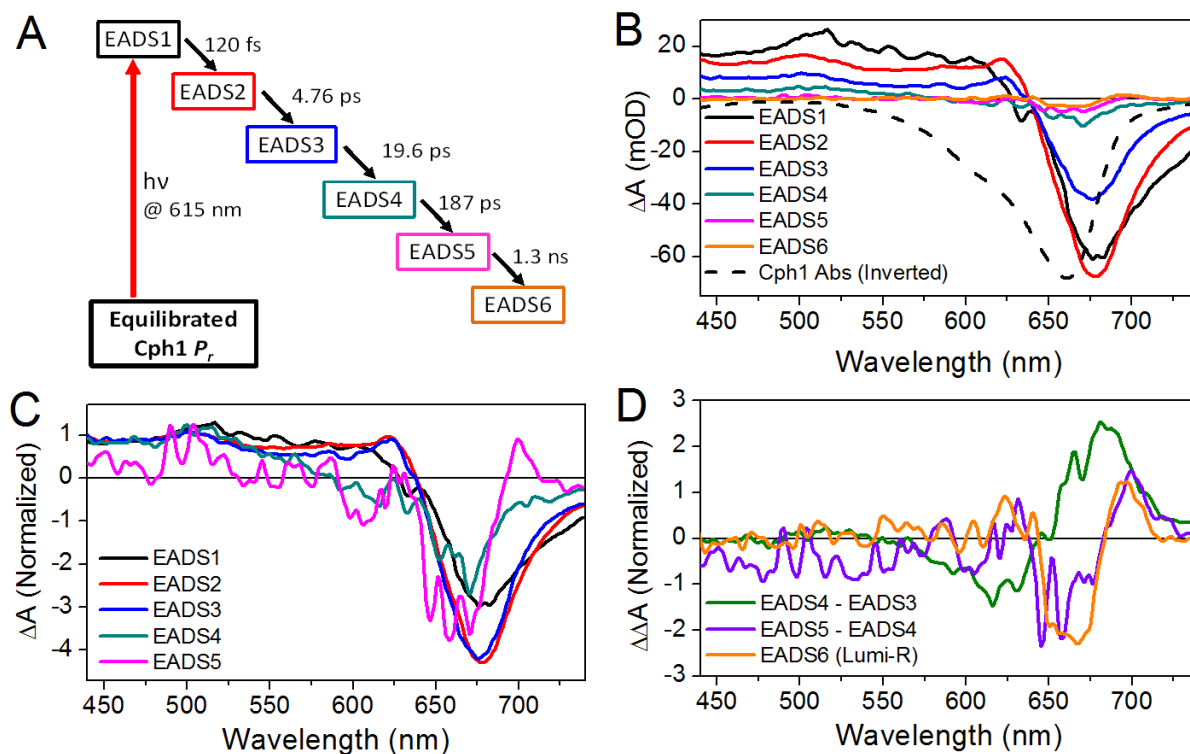 A
EADS1
120 fs
EADS2
4.76 ps
EADS3
19.6 ps
hν
@ 615 nm
EADS4
187 ps
EADS5
1.3 ns
EADS6
Equilibrated
Cph1 Pr
B
20
0
-20
-40
-60
ΔA (mOD)
EADS1
EADS2
EADS3
EADS4
EADS5
EADS6
Cph1 Abs (Inverted)
450 500 550 600 650 700
Wavelength (nm)
C
1
0
-1
-2
-3
-4
ΔA (Normalized)
EADS1
EADS2
EADS3
EADS4
EADS5
450 500 550 600 650 700
Wavelength (nm)
D
3
2
1
0
-1
-2
-3
ΔΔA (Normalized)
EADS4 - EADS3
EADS5 - EADS4
EADS6 (Lumi-R)
450 500 550 600 650 700
Wavelength (nm)